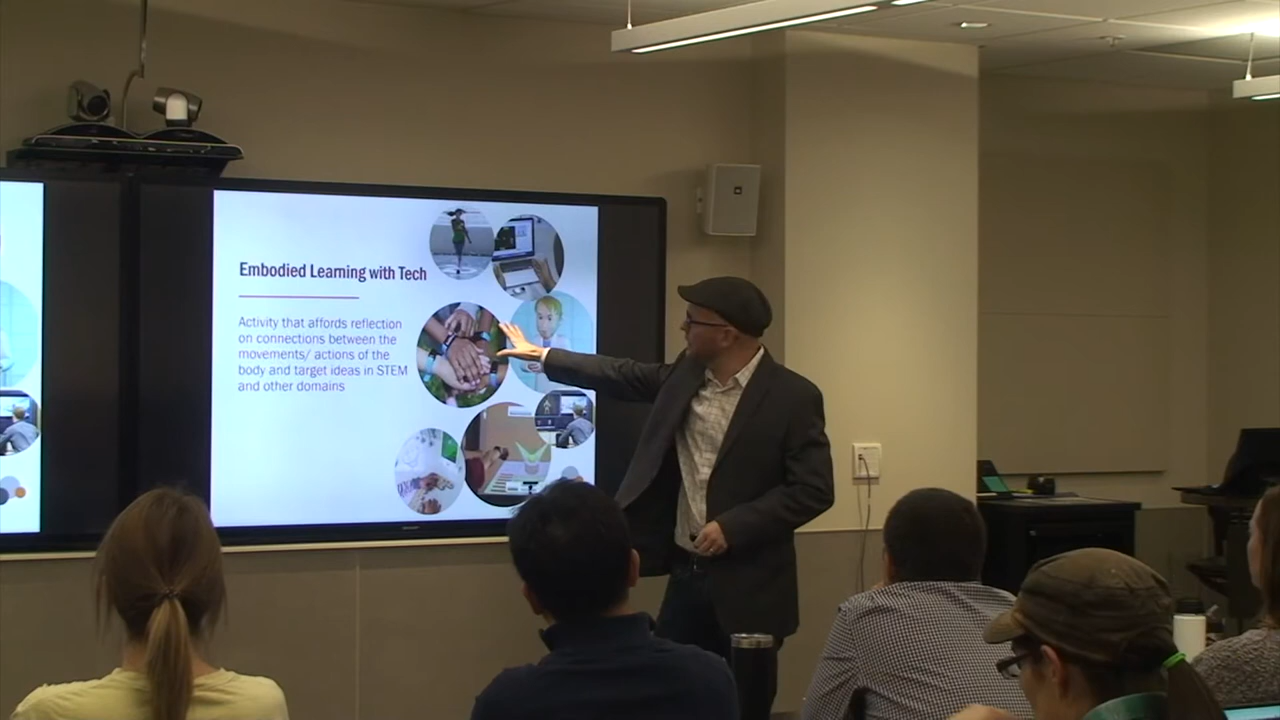 Embodied Learning with Tech
Activity that affords reflection
on connections between the
movements/ actions of the
body and target ideas in STEM
and other domains